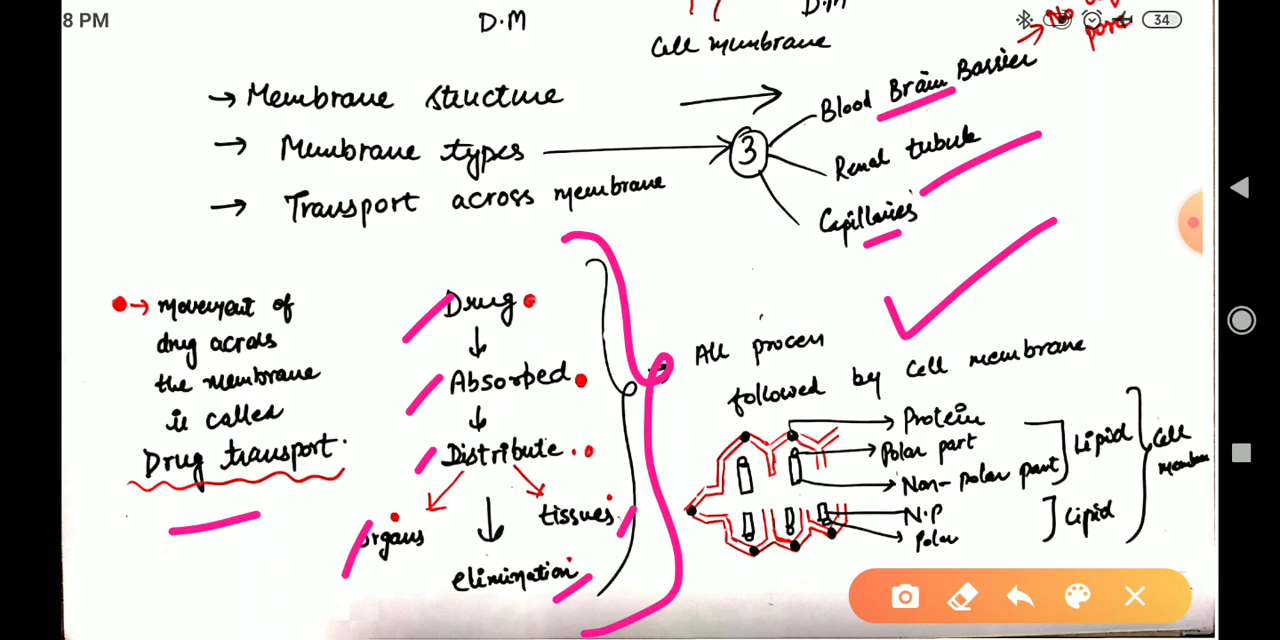 8 PM
34
D.M
D.M
Cell membrane
No
→ Membrane structure
→ Membrane types → 3
→ Transport across membrane
Blood Brain Barrier
Renal tubule
Capillaries
• → Movement of
drug across
the membrane
is called
Drug transport.
Drug
↓
Absorbed
↓
Distribute
organs
tissues
elimination
All process
followed by cell membrane
Protein
Polar part
Non-polar part
Lipid
N.P
Polar
Lipid
Cell